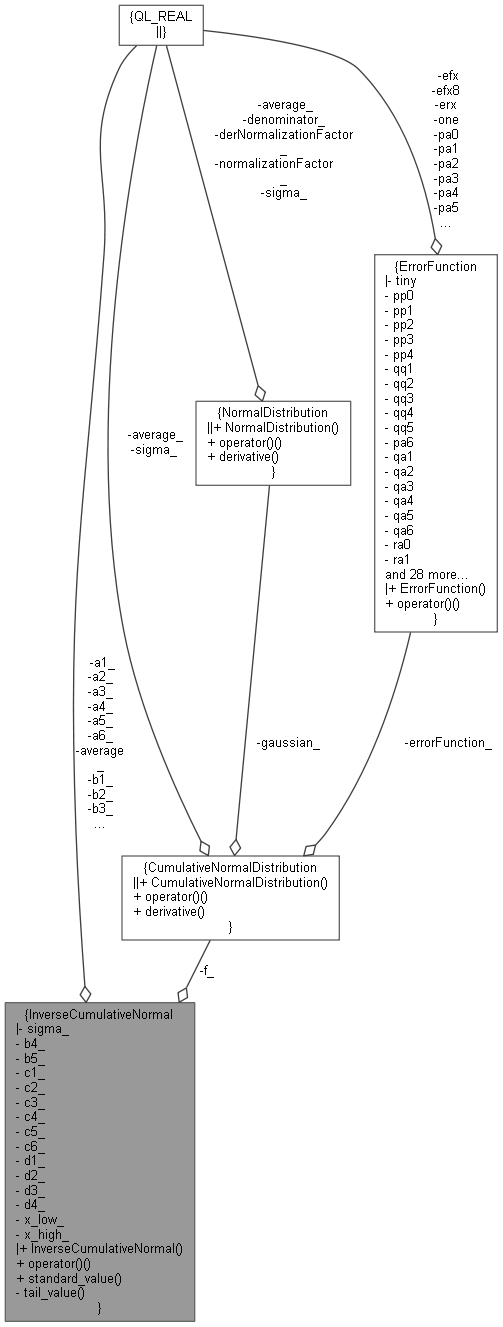 {QL_REAL
||}
-average_
-denominator_
-derNormalizationFactor
_
-normalizationFactor
_
-sigma_
-efx
-efx8
-erx
-one
-pa0
-pa1
-pa2
-pa3
-pa4
-pa5
...
{ErrorFunction
|- tiny
- pp0
- pp1
- pp2
- pp3
- pp4
- qq1
- qq2
- qq3
- qq4
- qq5
- pa6
- qa1
- qa2
- qa3
- qa4
- qa5
- qa6
- ra0
- ra1
and 28 more...
|+ ErrorFunction()
+ operator()()
}
{NormalDistribution
||+ NormalDistribution()
+ operator()()
+ derivative()
}
-average_
-sigma_
-a1_
-a2_
-a3_
-a4_
-a5_
-a6_
-average
_
-b1_
-b2_
-b3_
...
-gaussian_
-errorFunction_
{CumulativeNormalDistribution
||+ CumulativeNormalDistribution()
+ operator()()
+ derivative()
}
-f_
{InverseCumulativeNormal
|- sigma_
- b4_
- b5_
- c1_
- c2_
- c3_
- c4_
- c5_
- c6_
- d1_
- d2_
- d3_
- d4_
- x_low_
- x_high_
|+ InverseCumulativeNormal()
+ operator()()
+ standard_value()
- tail_value()
}